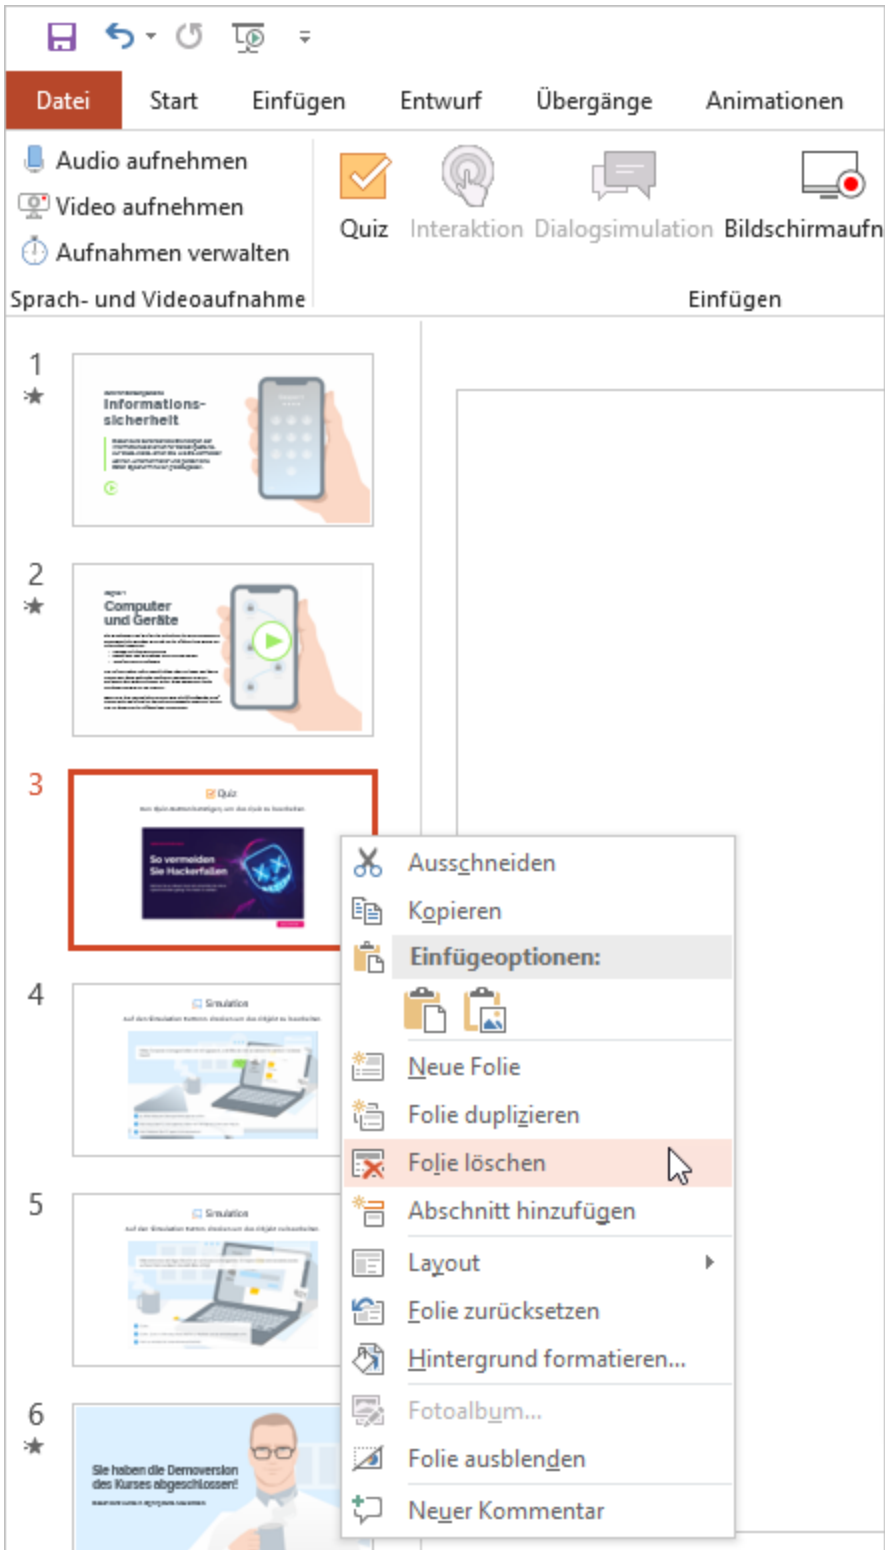 Datei Start Einfügen Entwurf Übergänge Animationen
Audio aufnehmen
Video aufnehmen
Aufnahmen verwalten
Quiz Interaktion Dialogsimulation Bildschirmaufn
Sprach- und Videoaufnahme Einfügen
1
Informations-
sicherheit
2
Computer
und Geräte
3
Quiz
So vermeiden
Sie Hackerfallen
4
Simulation
5
Simulation
6
Sie haben die Demoversion
des Kurses abgeschlossen!
Ausschneiden
Kopieren
Einfügeoptionen:
Neue Folie
Folie duplizieren
Folie löschen
Abschnitt hinzufügen
Layout
Folie zurücksetzen
Hintergrund formatieren...
Fotoalbum...
Folie ausblenden
Neuer Kommentar